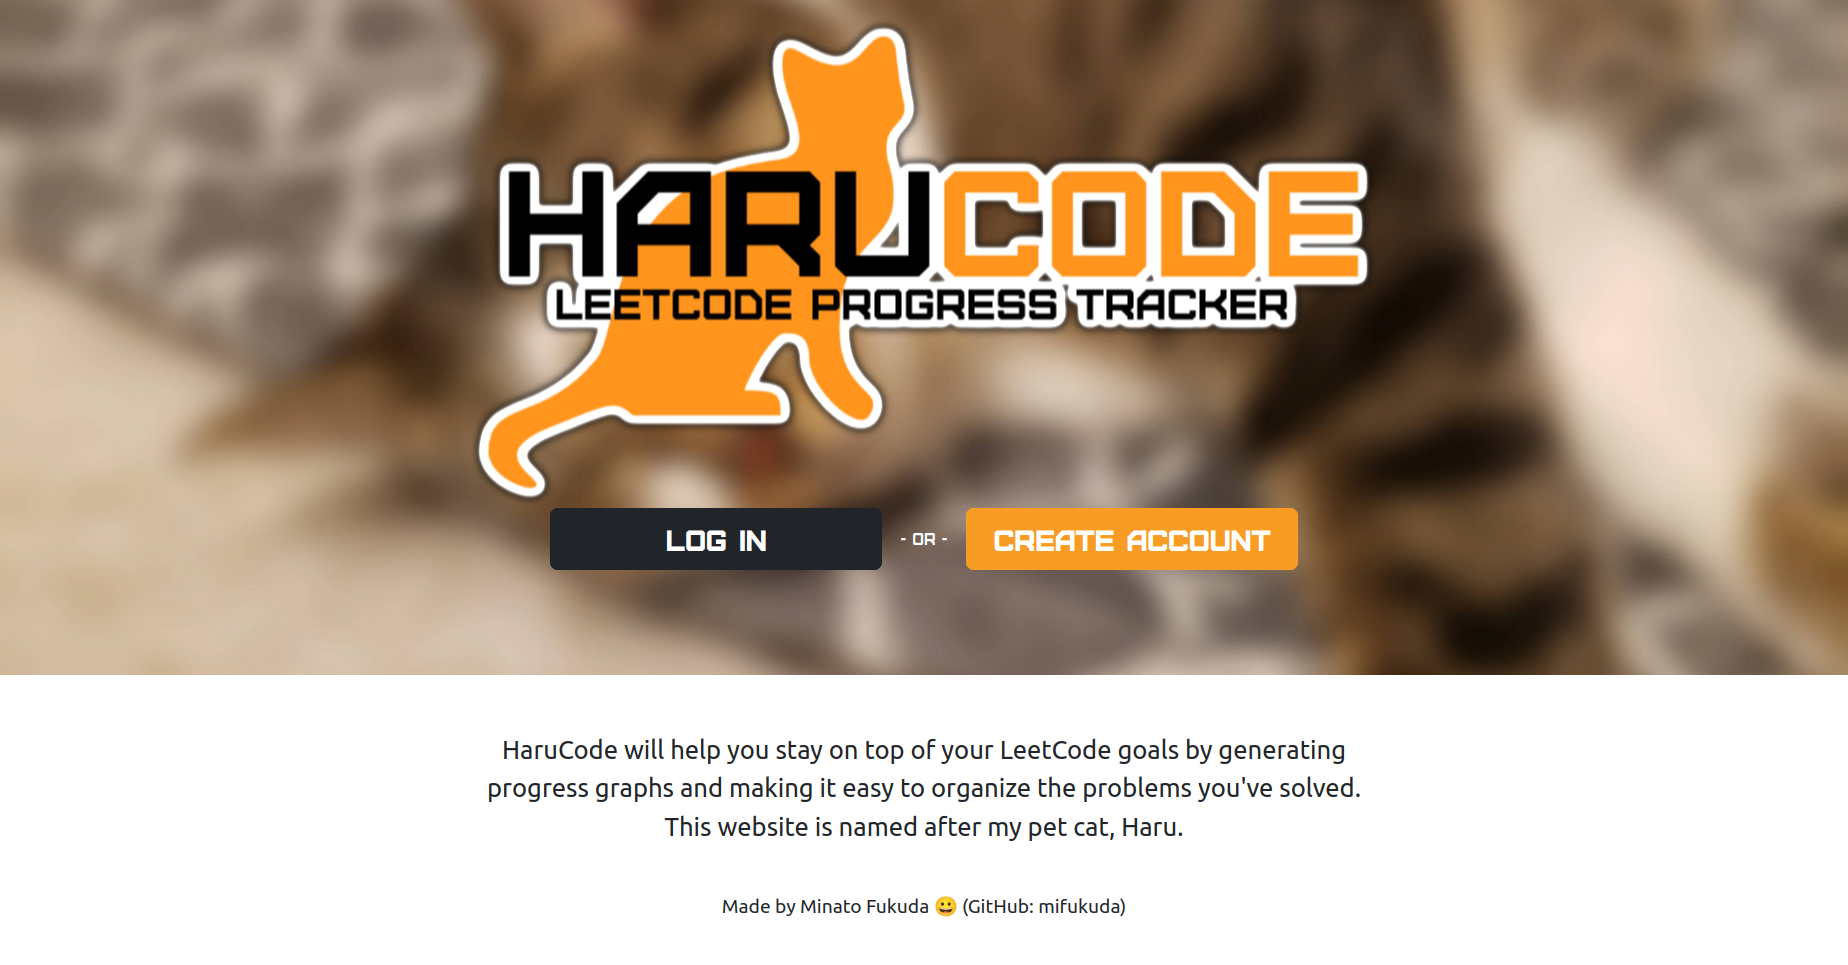 HARUCODE
LEETCODE PROGRESS TRACKER
LOG IN - OR - CREATE ACCOUNT
HaruCode will help you stay on top of your LeetCode goals by generating
progress graphs and making it easy to organize the problems you've solved.
This website is named after my pet cat, Haru.
Made by Minato Fukuda 😀 (GitHub: mifukuda)